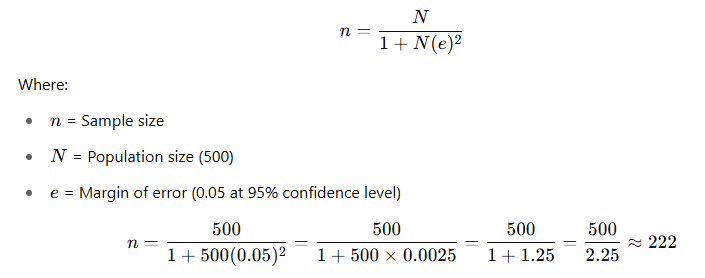 n = N / (1 + N(e)²)
Where:
• n = Sample size
• N = Population size (500)
• e = Margin of error (0.05 at 95% confidence level)
n = 500 / (1 + 500(0.05)²) = 500 / (1 + 500 × 0.0025) = 500 / (1 + 1.25) = 500 / 2.25 ≈ 222